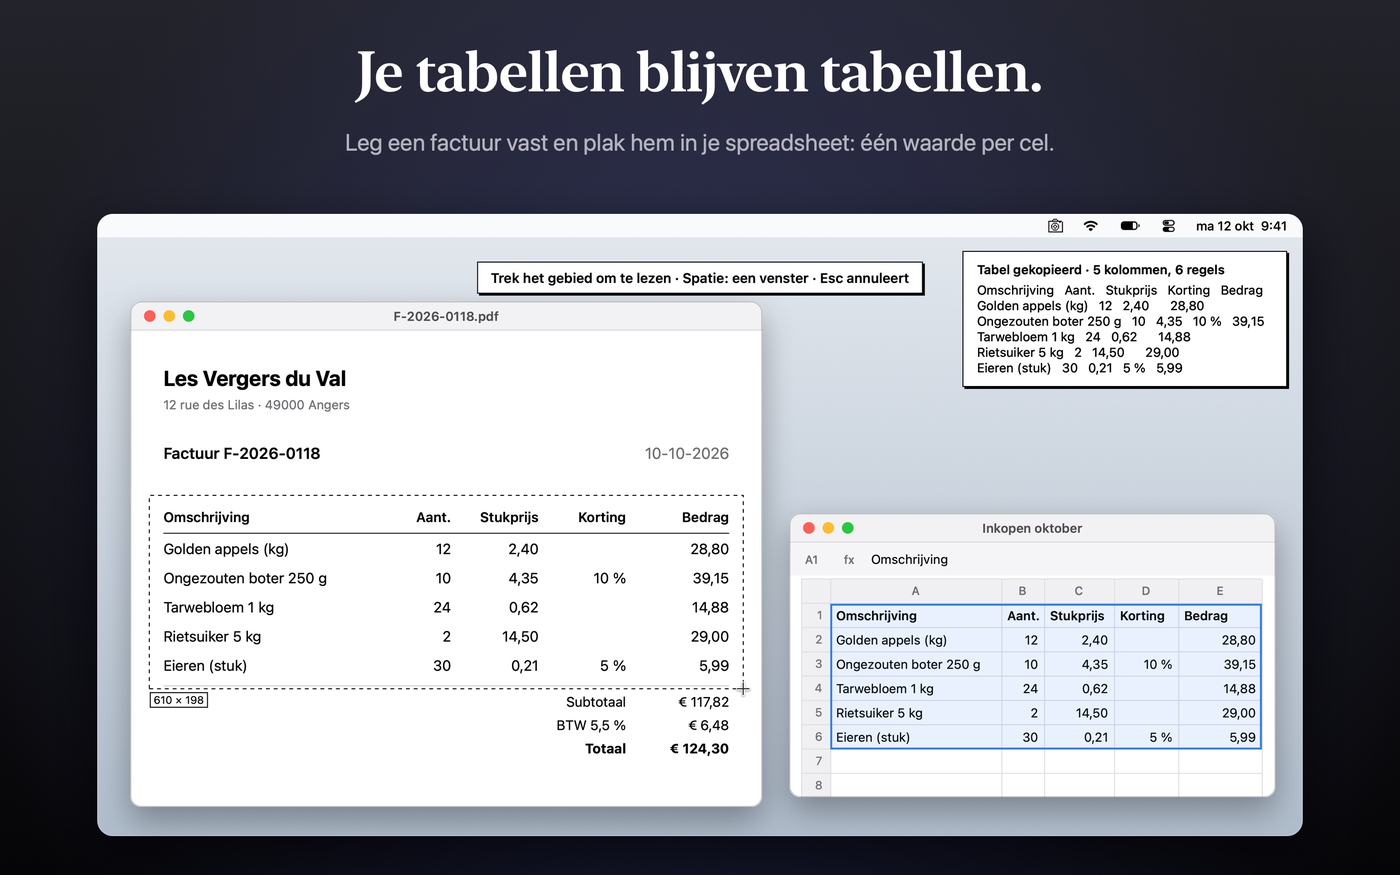 Je tabellen blijven tabellen.
Leg een factuur vast en plak hem in je spreadsheet: één waarde per cel.
ma 12 okt 9:41
Trek het gebied om te lezen · Spatie: een venster · Esc annuleert
Tabel gekopieerd · 5 kolommen, 6 regels
Omschrijving Aant. Stukprijs Korting Bedrag
Golden appels (kg) 12 2,40 28,80
Ongezouten boter 250 g 10 4,35 10 % 39,15
Tarwebloem 1 kg 24 0,62 14,88
Rietsuiker 5 kg 2 14,50 29,00
Eieren (stuk) 30 0,21 5 % 5,99
F-2026-0118.pdf
Les Vergers du Val
12 rue des Lilas · 49000 Angers
Factuur F-2026-0118 10-10-2026
Omschrijving Aant. Stukprijs Korting Bedrag
Golden appels (kg) 12 2,40 28,80
Ongezouten boter 250 g 10 4,35 10 % 39,15
Tarwebloem 1 kg 24 0,62 14,88
Rietsuiker 5 kg 2 14,50 29,00
Eieren (stuk) 30 0,21 5 % 5,99
610 × 198
Subtotaal € 117,82
BTW 5,5 % € 6,48
Totaal € 124,30
Inkopen oktober
A1 fx Omschrijving
A B C D E
1 Omschrijving Aant. Stukprijs Korting Bedrag
2 Golden appels (kg) 12 2,40 28,80
3 Ongezouten boter 250 g 10 4,35 10 % 39,15
4 Tarwebloem 1 kg 24 0,62 14,88
5 Rietsuiker 5 kg 2 14,50 29,00
6 Eieren (stuk) 30 0,21 5 % 5,99
7
8